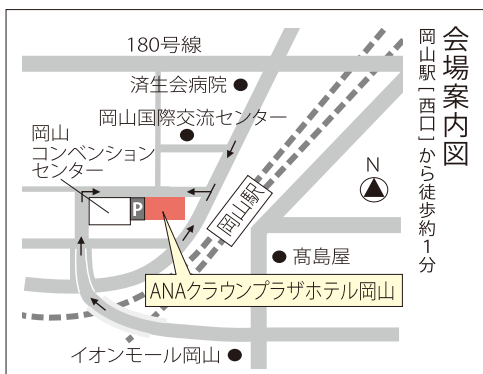 会場案内図
岡山駅［西口］から徒歩約1分
180号線
済生会病院
岡山国際交流センター
岡山
コンベンション
センター
P
岡山駅
N
髙島屋
ANAクラウンプラザホテル岡山
イオンモール岡山